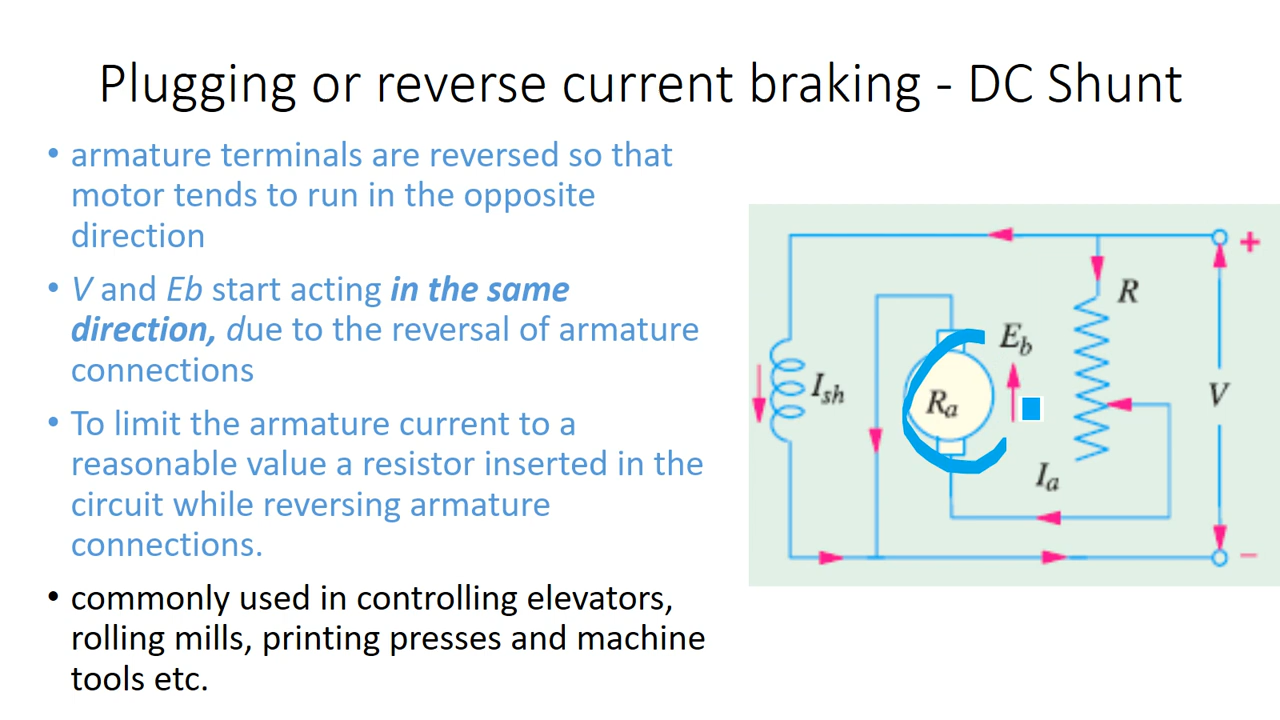 Plugging or reverse current braking - DC Shunt
• armature terminals are reversed so that
motor tends to run in the opposite
direction
• V and Eb start acting in the same
direction, due to the reversal of armature
connections
• To limit the armature current to a
reasonable value a resistor inserted in the
circuit while reversing armature
connections.
• commonly used in controlling elevators,
rolling mills, printing presses and machine
tools etc.
+
R
Eb
Ish
Ra
V
Ia
−